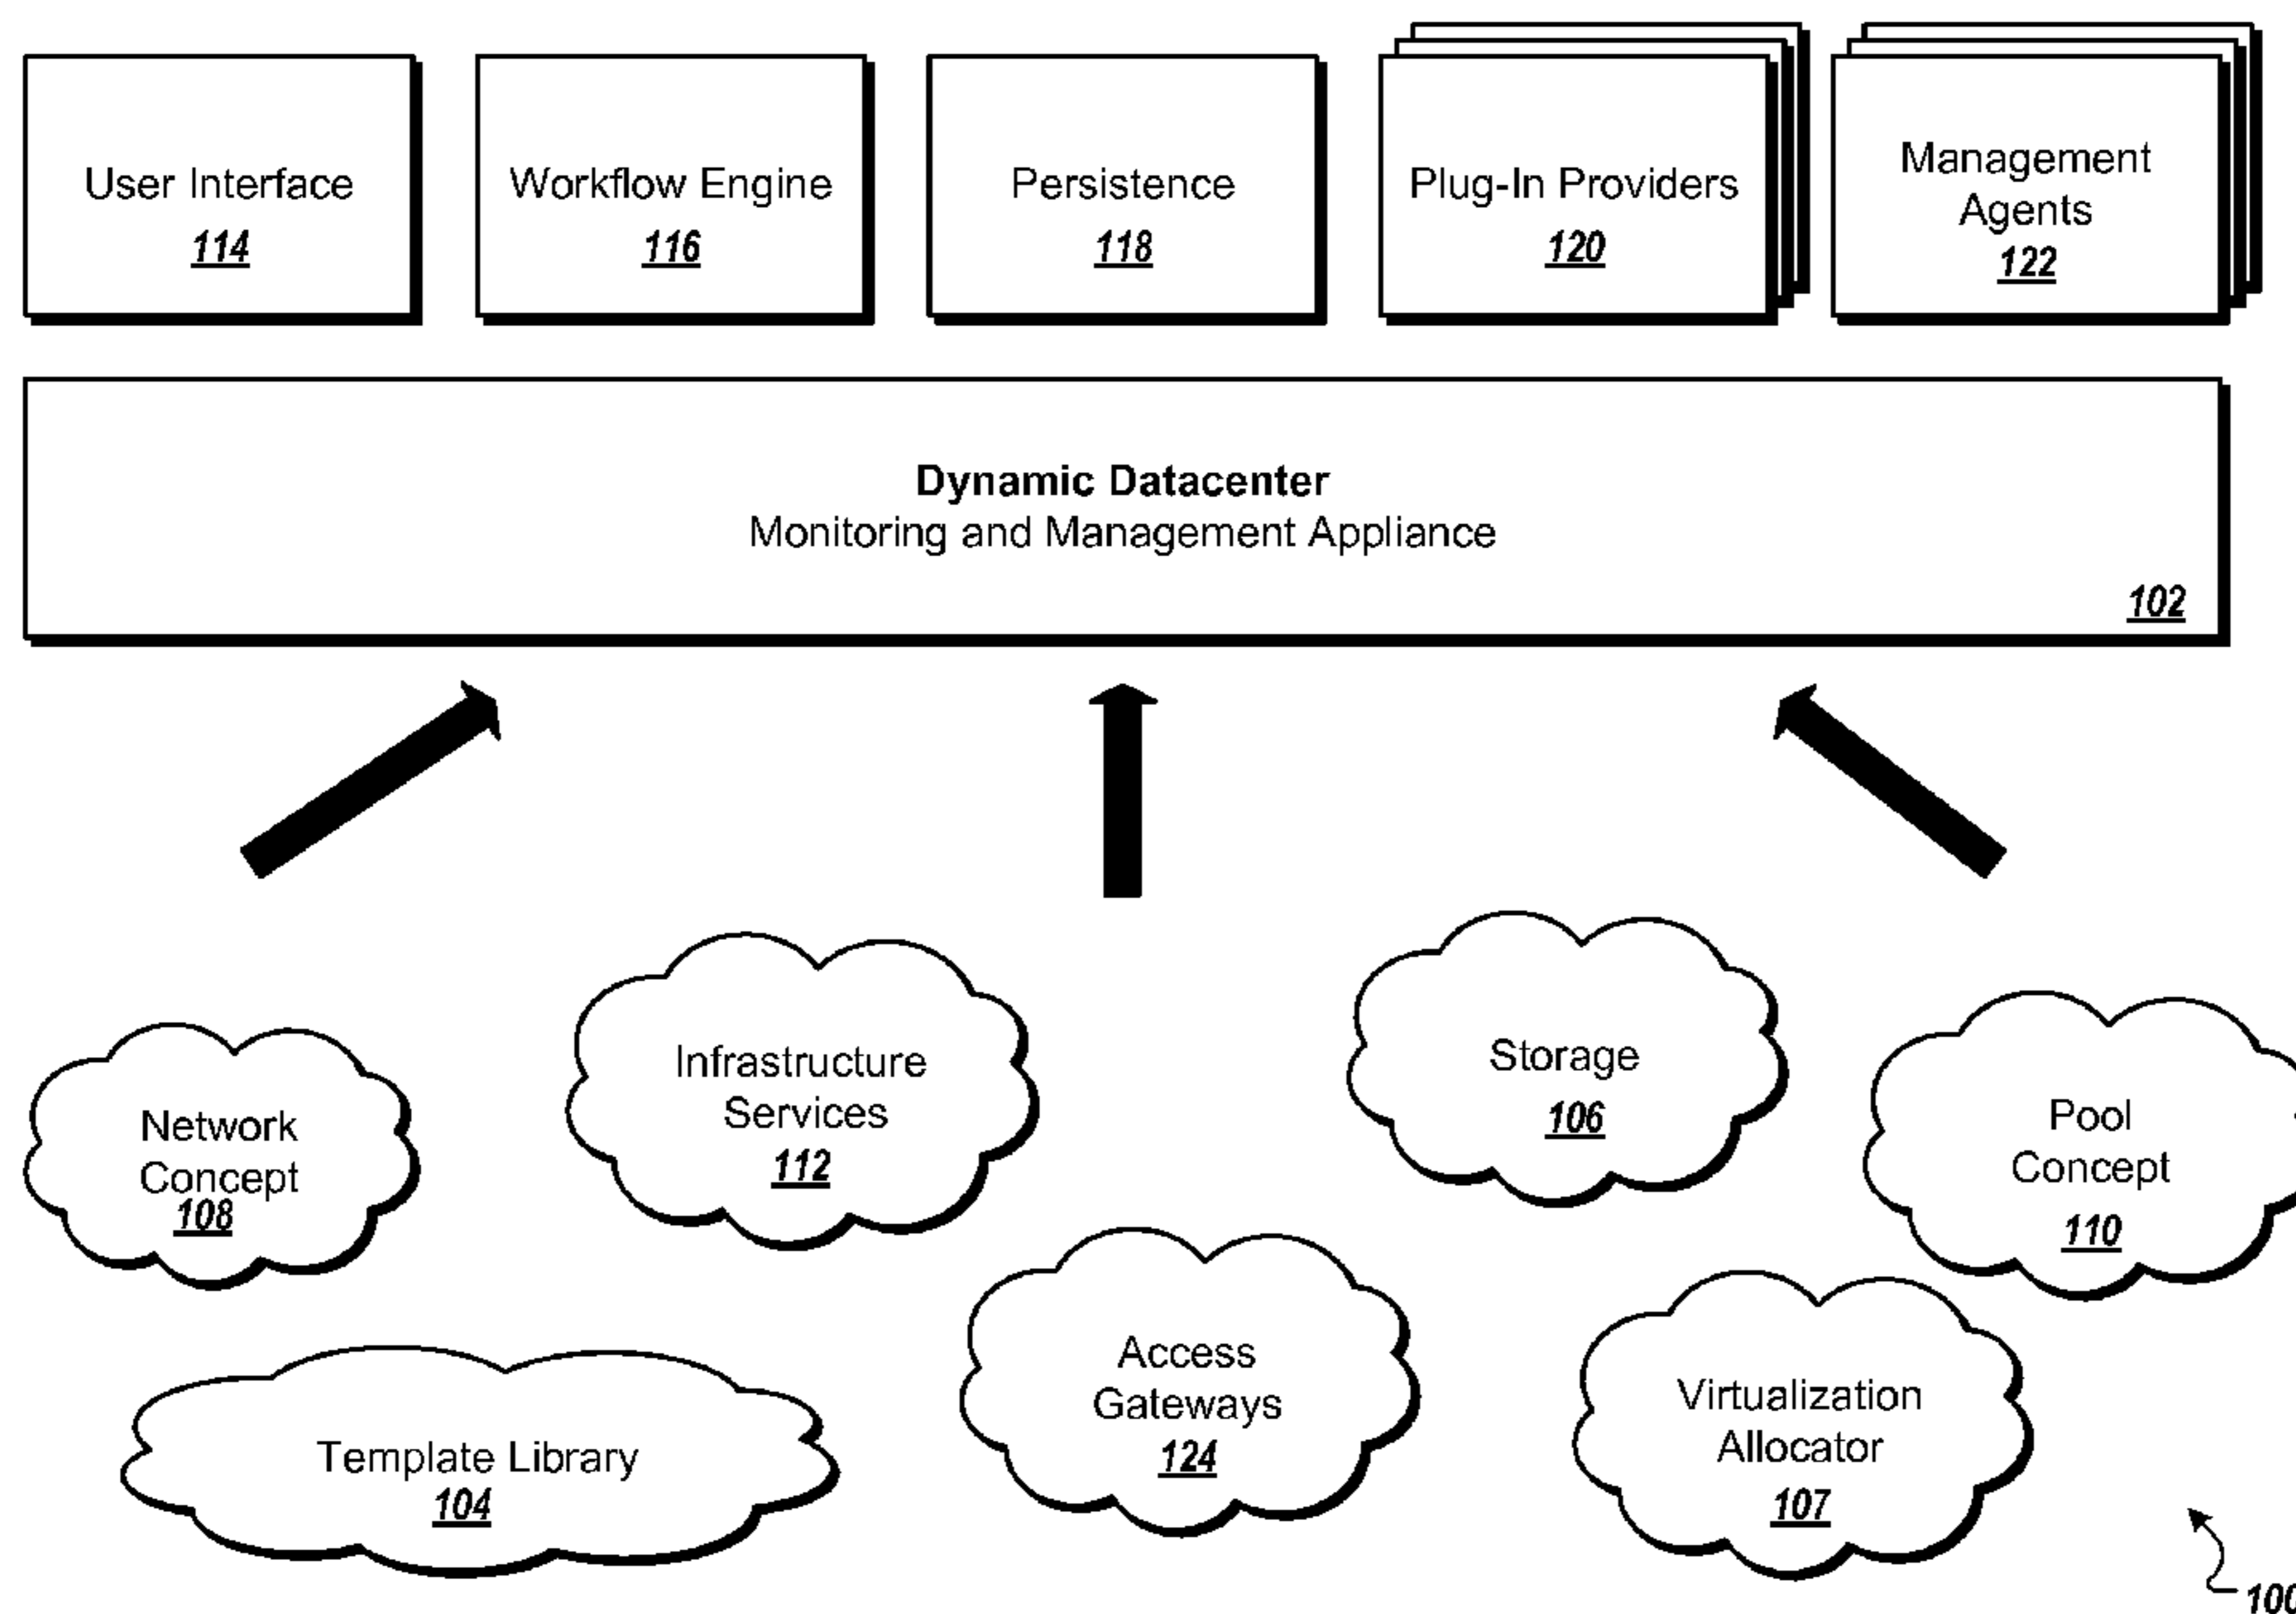 User Interface
114
Workflow Engine
116
Persistence
118
Plug-In Providers
120
Management
Agents
122
Dynamic Datacenter
Monitoring and Management Appliance
102
Network
Concept
108
Infrastructure
Services
112
Storage
106
Pool
Concept
110
Template Library
104
Access
Gateways
124
Virtualization
Allocator
107
100